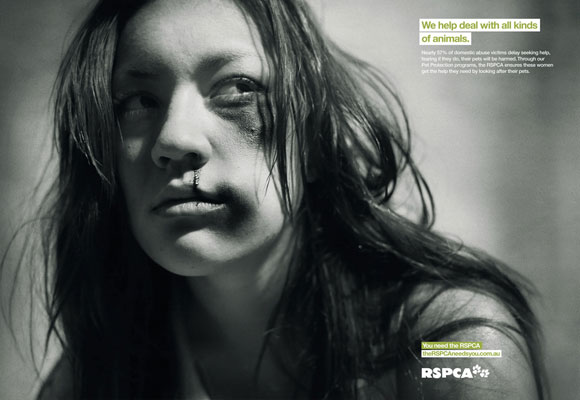 We help deal with all kinds
of animals.
Nearly 57% of domestic abuse victims delay seeking help,
fearing if they do, their pets will be harmed. Through our
Pet Protection programs, the RSPCA ensures these women
get the help they need by looking after their pets.
You need the RSPCA
theRSPCAneedsyou.com.au
RSPCA